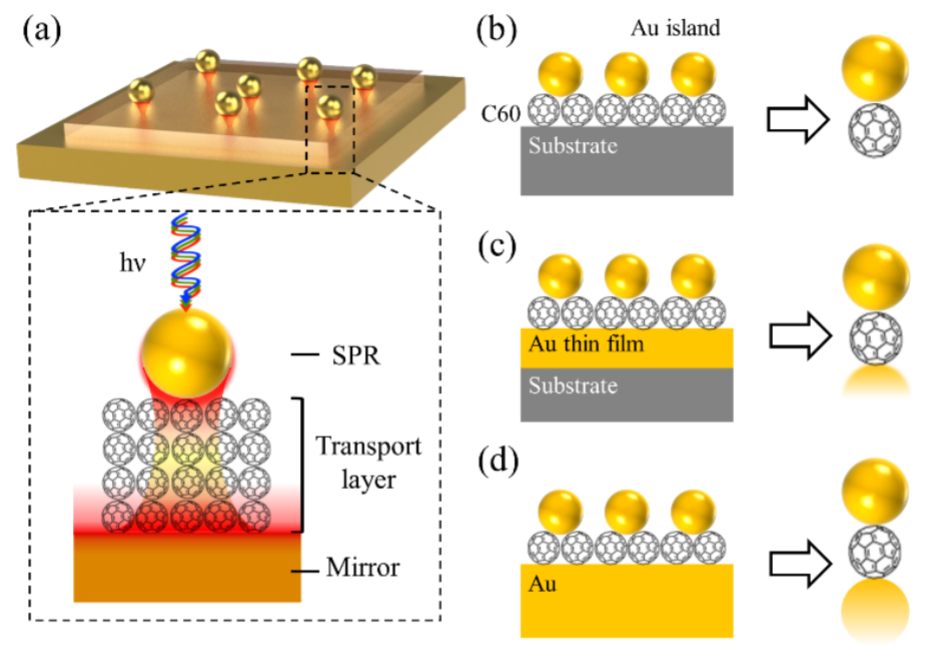 (a)
hν
SPR
Transport
layer
Mirror
(b)
Au island
C60
Substrate
(c)
Au thin film
Substrate
(d)
Au